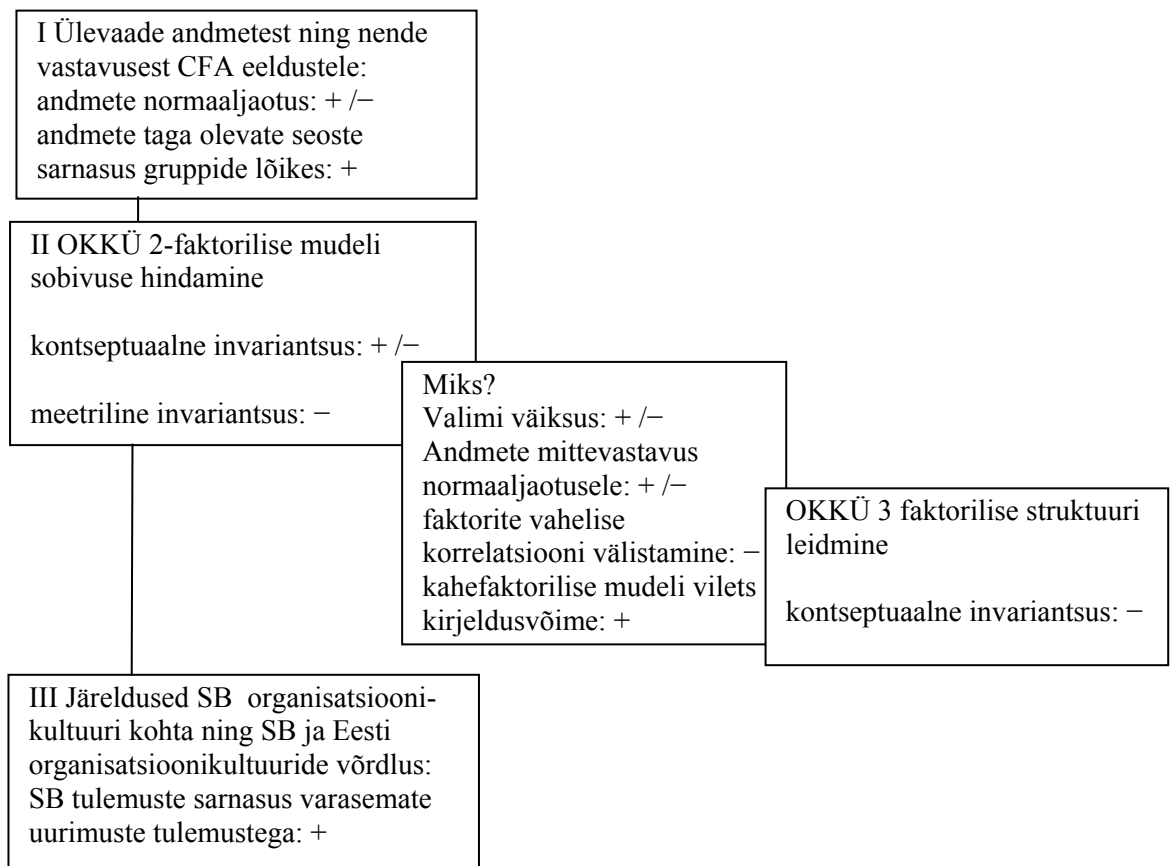 I Ülevaade andmetest ning nende
vastavusest CFA eeldustele:
andmete normaaljaotus: + /−
andmete taga olevate seoste
sarnasus gruppide lõikes: +
II OKKÜ 2-faktorilise mudeli
sobivuse hindamine
kontseptuaalne invariantsus: + /−
meetriline invariantsus: −
Miks?
Valimi väiksus: + /−
Andmete mittevastavus
normaaljaotusele: + /−
faktorite vahelise
korrelatsiooni välistamine: −
kahefaktorilise mudeli vilets
kirjeldusvõime: +
OKKÜ 3 faktorilise struktuuri
leidmine
kontseptuaalne invariantsus: −
III Järeldused SB organisatsiooni-
kultuuri kohta ning SB ja Eesti
organisatsioonikultuuride võrdlus:
SB tulemuste sarnasus varasemate
uurimuste tulemustega: +